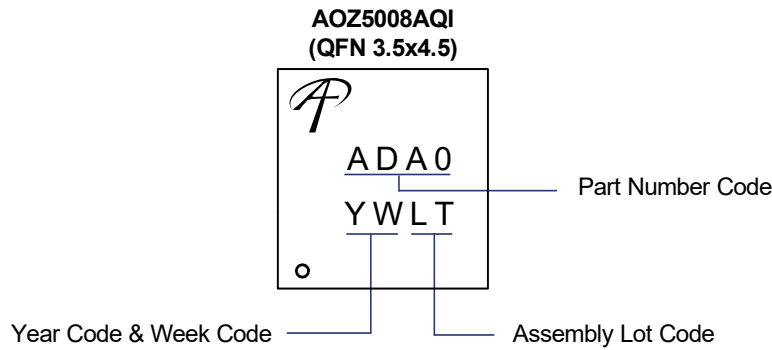 AOZ5008AQI
(QFN 3.5x4.5)
ADA0
Part Number Code
YWLT
Year Code & Week Code
Assembly Lot Code